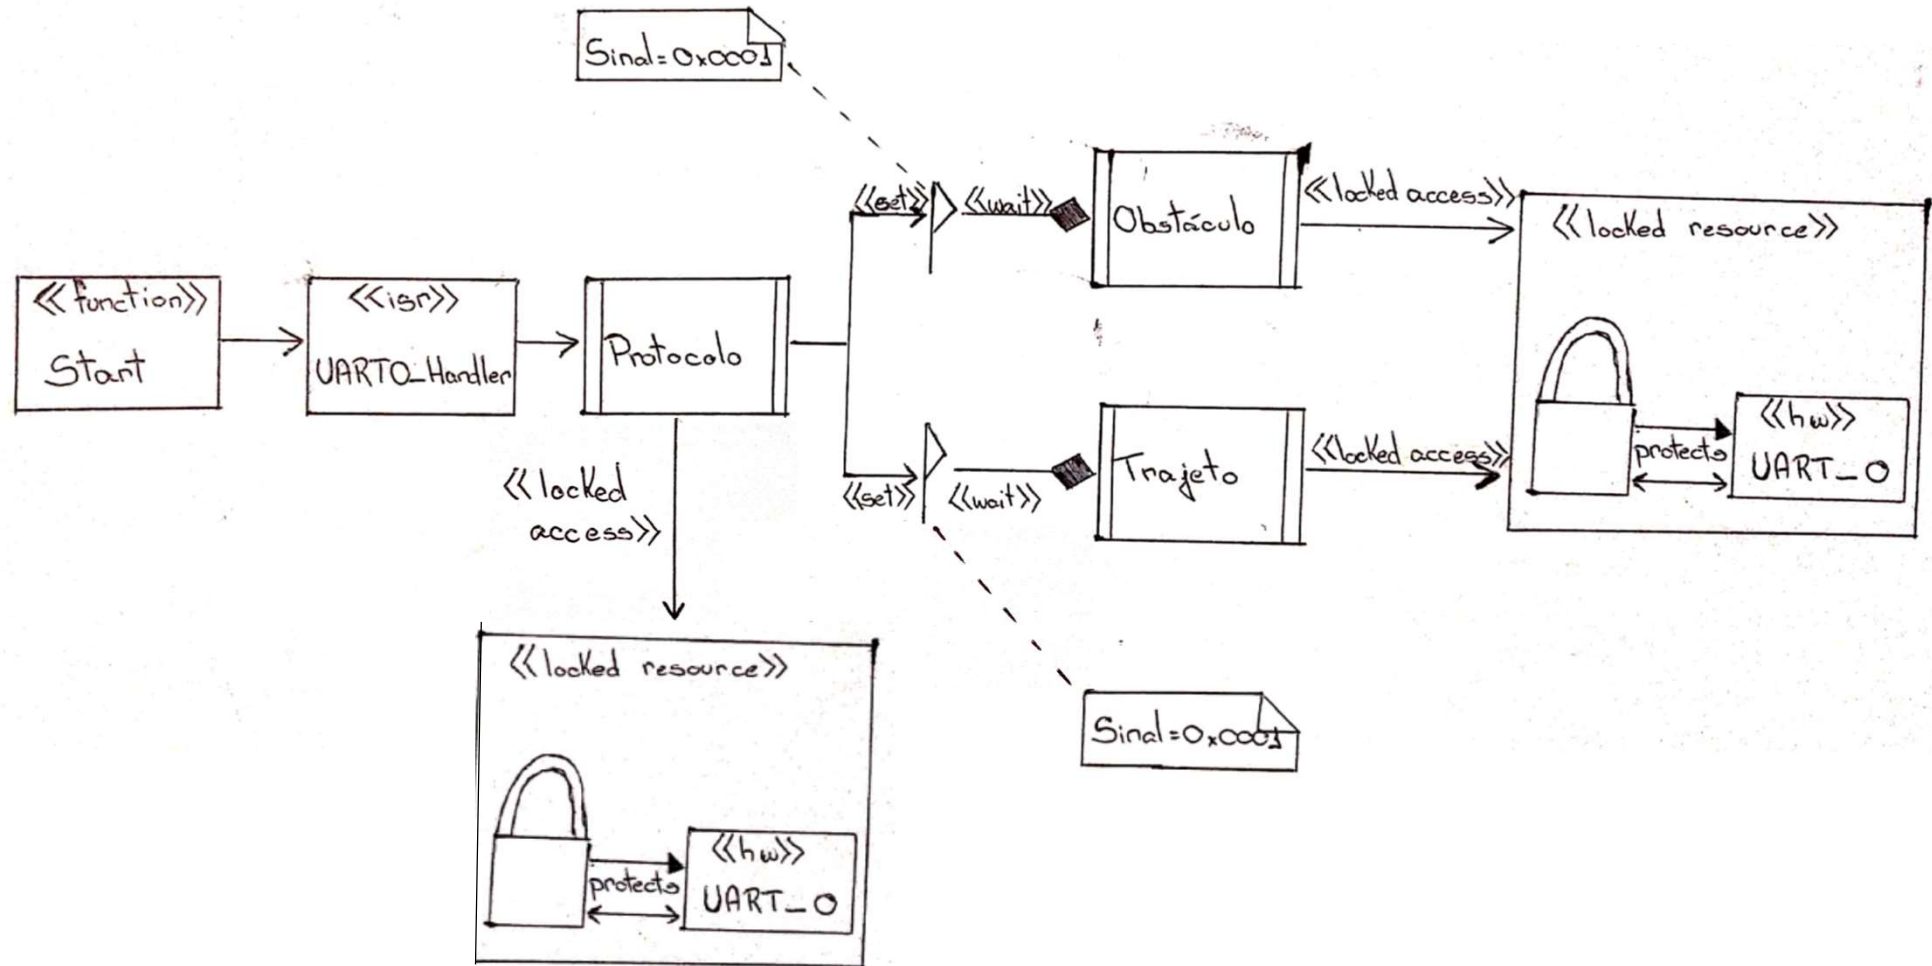 Sinal=0x0001
<<set>>
<<wait>>
Obstáculo
<<locked access>>
<<locked resource>>
<<function>>
Start
<<isr>>
UART0_Handler
Protocolo
<<hw>>
protects
UART_0
<<set>>
<<wait>>
Trajeto
<<locked access>>
<<locked
access>>
<<locked resource>>
Sinal=0x0001
<<hw>>
protects
UART_0